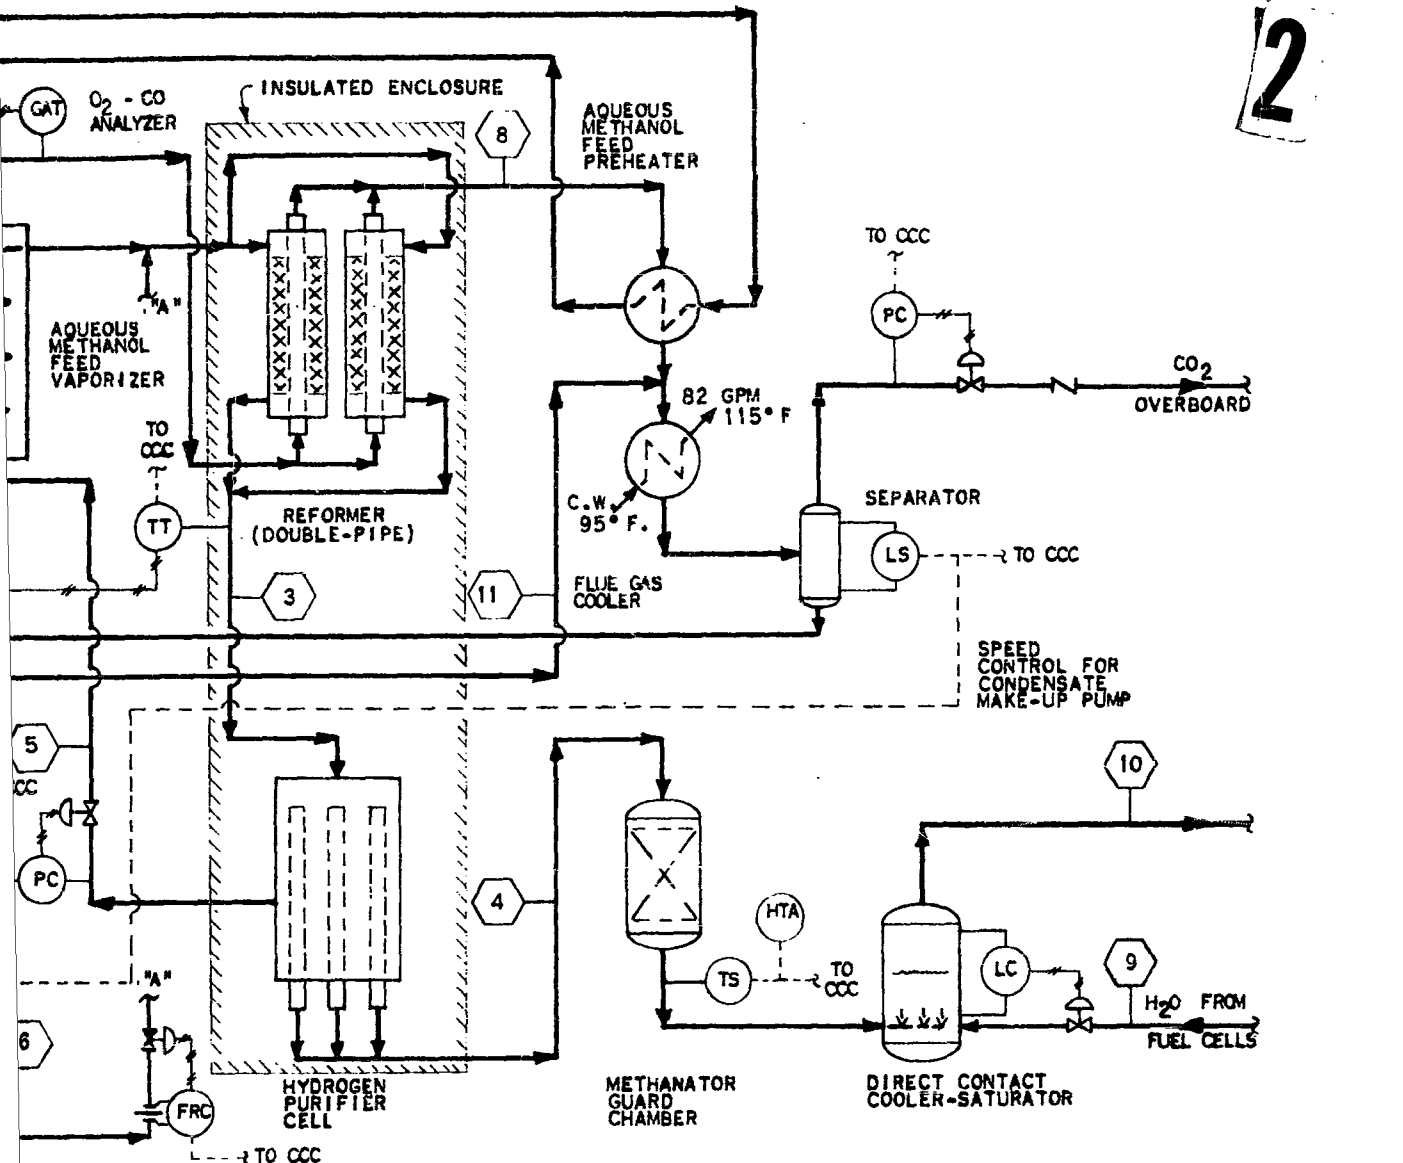 2
INSULATED ENCLOSURE
GAT
O2 - CO
ANALYZER
8
AQUEOUS
METHANOL
FEED
PREHEATER
TO CCC
"A"
PC
AQUEOUS
METHANOL
FEED
VAPORIZER
CO2
OVERBOARD
82 GPM
115° F
TO
CCC
C.W.
95° F.
SEPARATOR
TT
REFORMER
(DOUBLE-PIPE)
LS
TO CCC
3
11
FLUE GAS
COOLER
SPEED
CONTROL FOR
CONDENSATE
MAKE-UP PUMP
5
CCC
10
PC
4
HTA
"A"
TS
TO
CCC
LC
9
H2O FROM
FUEL CELLS
6
HYDROGEN
PURIFIER
CELL
METHANATOR
GUARD
CHAMBER
DIRECT CONTACT
COOLER-SATURATOR
FRC
TO CCC